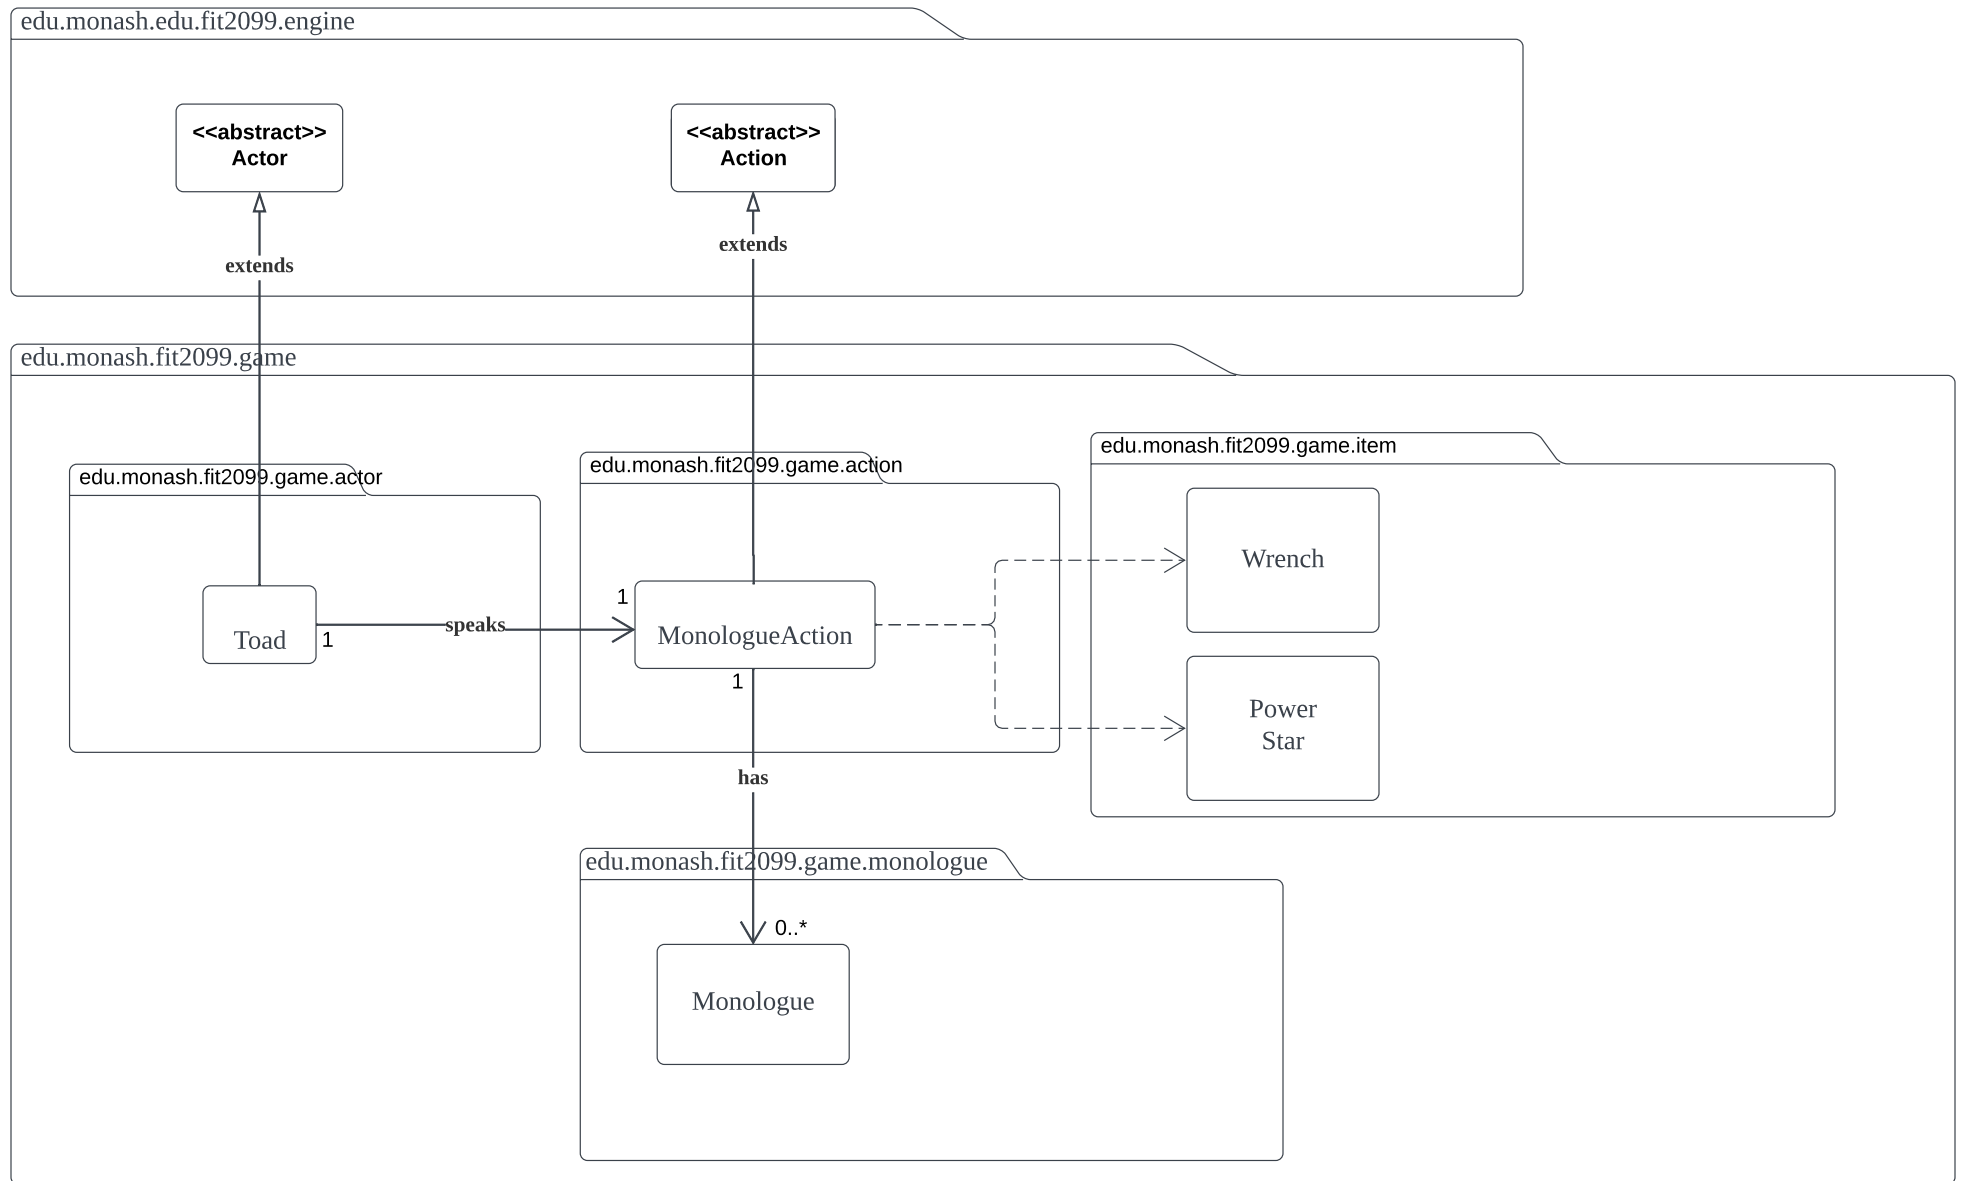 edu.monash.edu.fit2099.engine
<<abstract>>
Actor
<<abstract>>
Action
extends
extends
edu.monash.fit2099.game
edu.monash.fit2099.game.actor
edu.monash.fit2099.game.action
edu.monash.fit2099.game.item
Wrench
1
speaks
Toad
1
MonologueAction
1
Power
Star
has
edu.monash.fit2099.game.monologue
0..*
Monologue